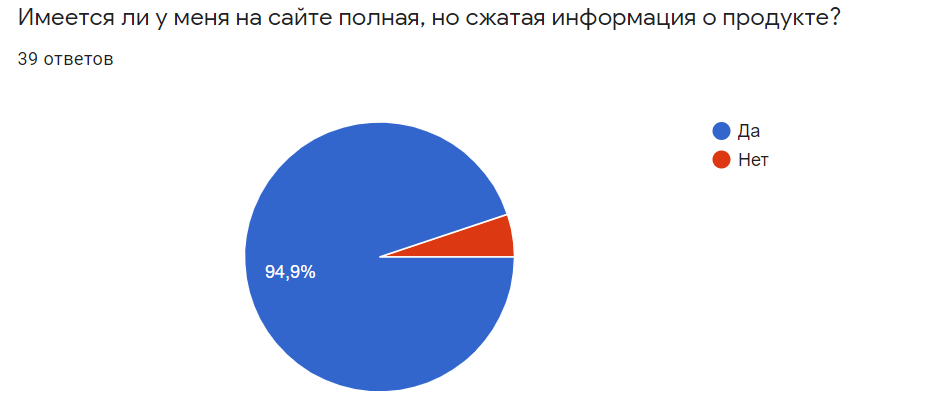 Имеется ли у меня на сайте полная, но сжатая информация о продукте?
39 ответов
Да
Нет
94,9%